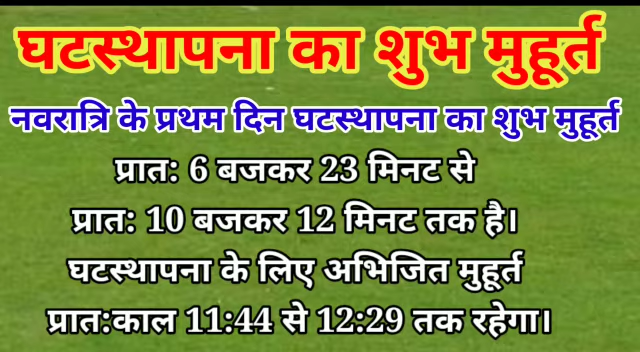 घटस्थापना का शुभ मुहूर्त
नवरात्रि के प्रथम दिन घटस्थापना का शुभ मुहूर्त
प्रात: 6 बजकर 23 मिनट से
प्रात: 10 बजकर 12 मिनट तक है।
घटस्थापना के लिए अभिजित मुहूर्त
प्रात:काल 11:44 से 12:29 तक रहेगा।